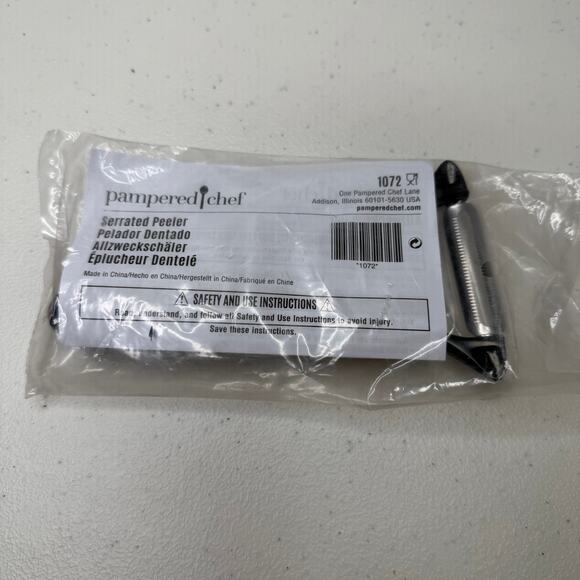 pampered chef
1072
One Pampered Chef Lane
Addison, Illinois 60101-5630 USA
pamperedchef.com
Serrated Peeler
Pelador Dentado
Allzweckschäler
Éplucheur Dentelé
*1072*
Made in China/Hecho en China/Hergestellt in China/Fabriqué en Chine
SAFETY AND USE INSTRUCTIONS
Read, understand, and follow all Safety and Use Instructions to avoid injury.
Save these instructions.